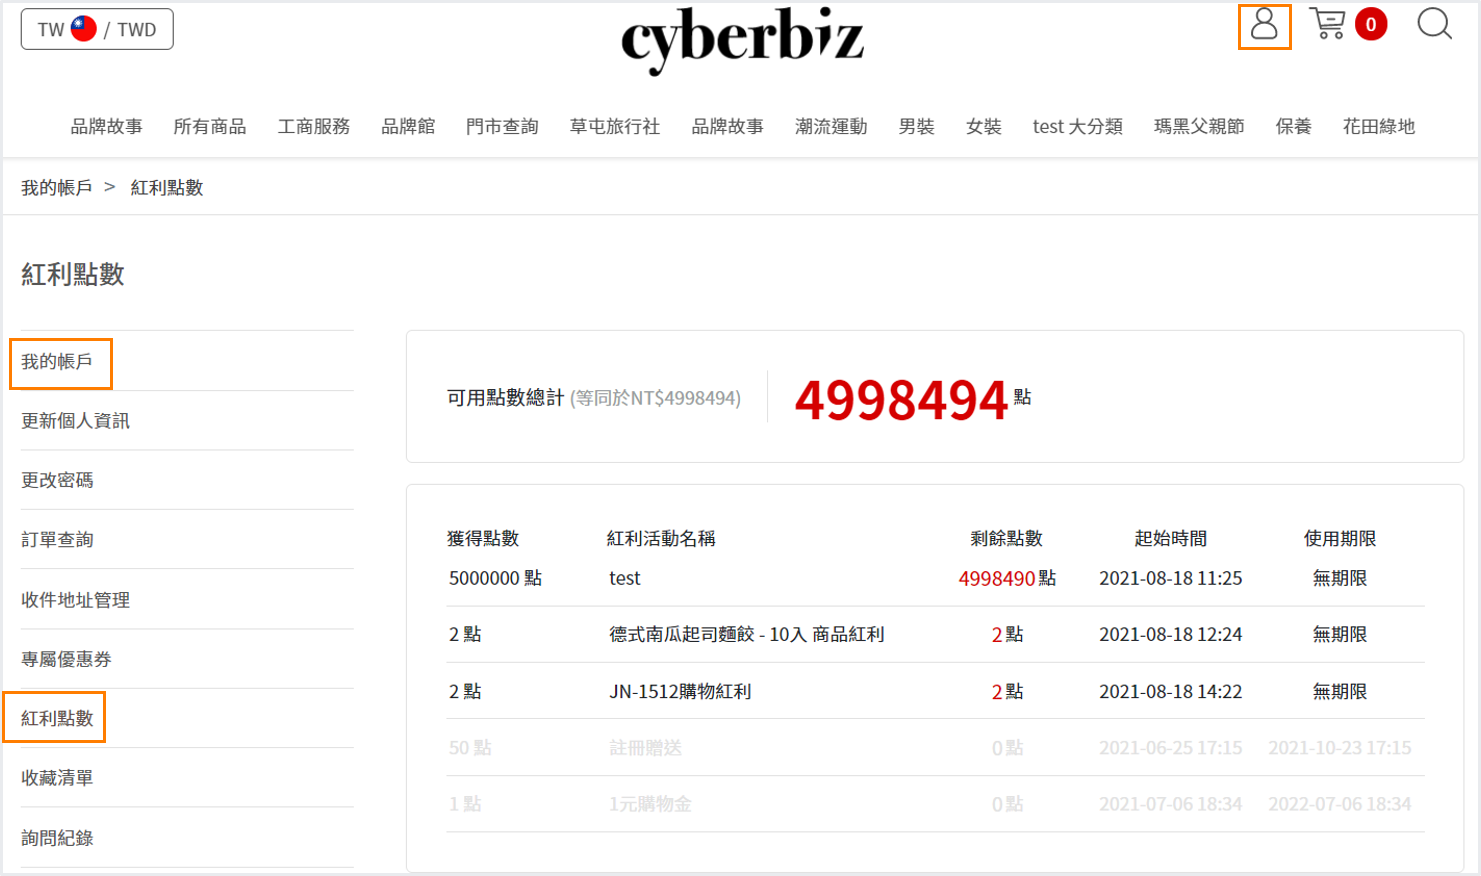 TW / TWD
cyberbiz
0
品牌故事 所有商品 工商服務 品牌館 門市查詢 草屯旅行社 品牌故事 潮流運動 男裝 女裝 test 大分類 瑪黑父親節 保養 花田綠地
我的帳戶 > 紅利點數
紅利點數
我的帳戶
更新個人資訊
更改密碼
訂單查詢
收件地址管理
專屬優惠券
紅利點數
收藏清單
詢問紀錄
可用點數總計 (等同於NT$4998494) 4998494 點
獲得點數 紅利活動名稱 剩餘點數 起始時間 使用期限
5000000 點 test 4998490 點 2021-08-18 11:25 無期限
2 點 德式南瓜起司麵餃 - 10入 商品紅利 2 點 2021-08-18 12:24 無期限
2 點 JN-1512購物紅利 2 點 2021-08-18 14:22 無期限
50 點 註冊贈送 0 點 2021-06-25 17:15 2021-10-23 17:15
1 點 1元購物金 0 點 2021-07-06 18:34 2022-07-06 18:34